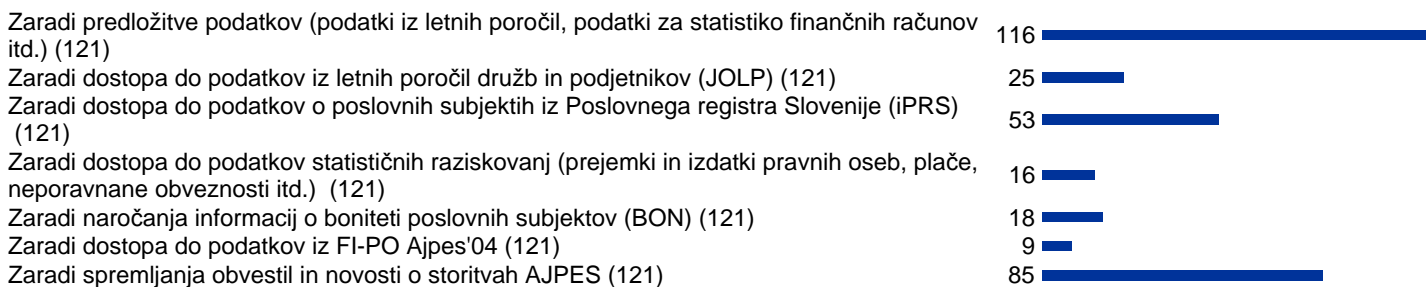 Zaradi predložitve podatkov (podatki iz letnih poročil, podatki za statistiko finančnih računov
itd.) (121) 116
Zaradi dostopa do podatkov iz letnih poročil družb in podjetnikov (JOLP) (121) 25
Zaradi dostopa do podatkov o poslovnih subjektih iz Poslovnega registra Slovenije (iPRS)
(121) 53
Zaradi dostopa do podatkov statističnih raziskovanj (prejemki in izdatki pravnih oseb, plače,
neporavnane obveznosti itd.) (121) 16
Zaradi naročanja informacij o boniteti poslovnih subjektov (BON) (121) 18
Zaradi dostopa do podatkov iz FI-PO Ajpes'04 (121) 9
Zaradi spremljanja obvestil in novosti o storitvah AJPES (121) 85